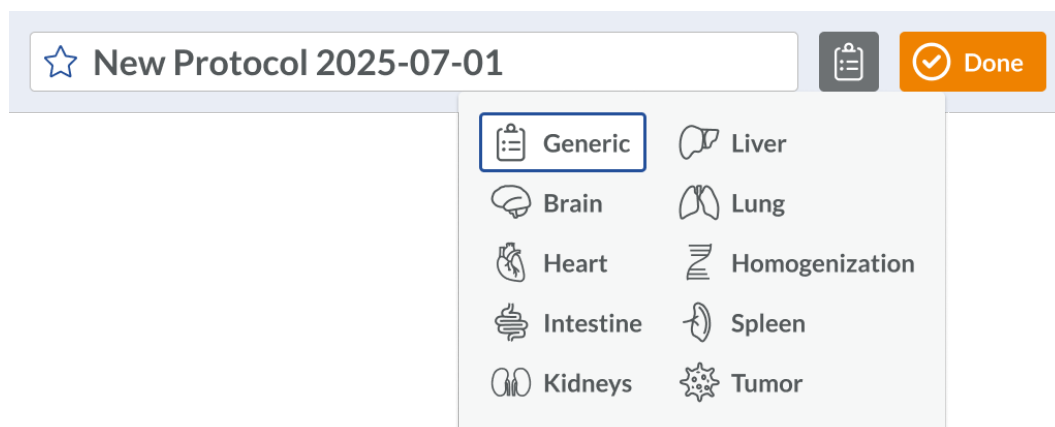 New Protocol 2025-07-01
Done
Generic
Liver
Brain
Lung
Heart
Homogenization
Intestine
Spleen
Kidneys
Tumor